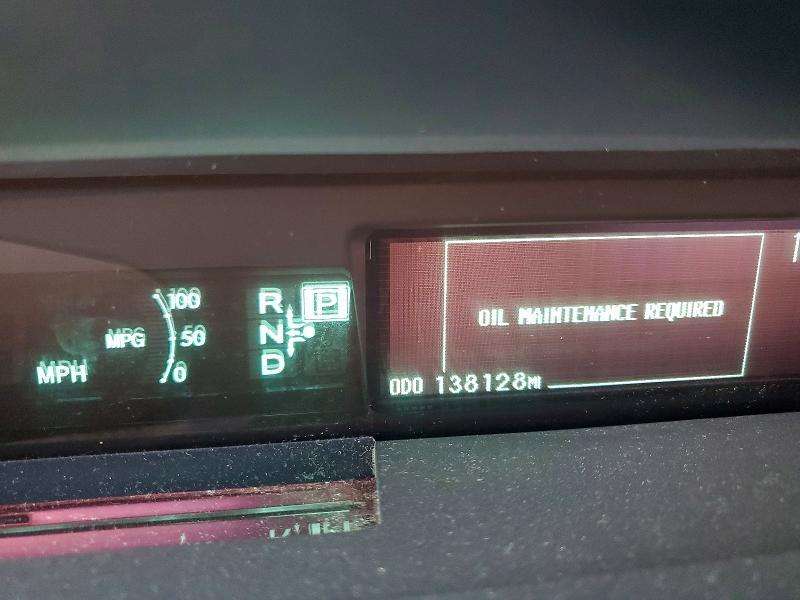 100
MPG 50
MPH 0
R P
N
D
OIL MAINTENANCE REQUIRED
ODO 138128MI